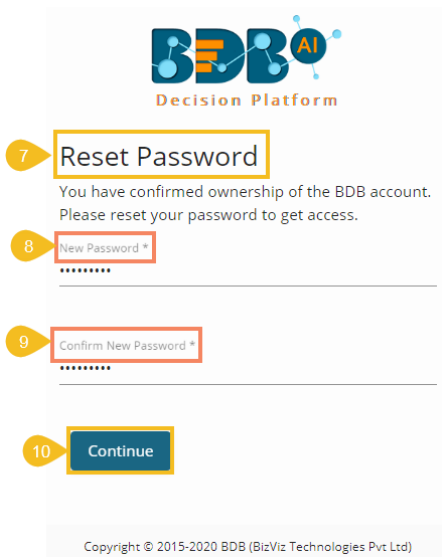 BDB AI
Decision Platform
7
Reset Password
You have confirmed ownership of the BDB account.
Please reset your password to get access.
8
New Password *
•••••••••
9
Confirm New Password *
•••••••••
10
Continue
Copyright © 2015-2020 BDB (BizViz Technologies Pvt Ltd)